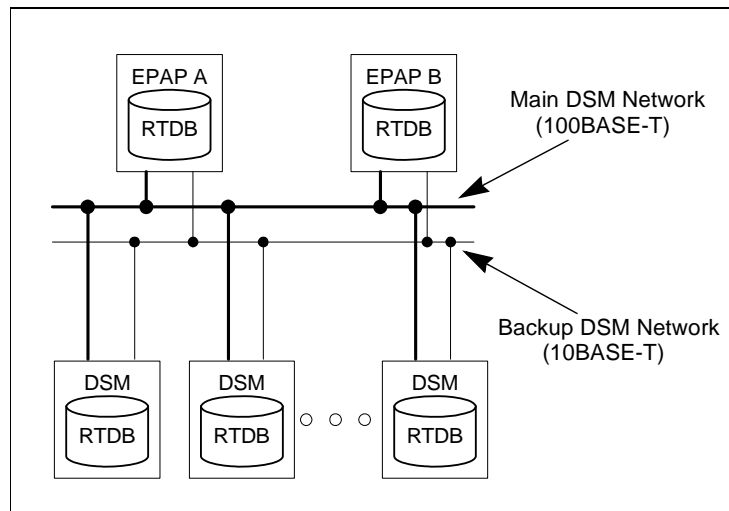 EPAP A
RTDB
EPAP B
RTDB
Main DSM Network
(100BASE-T)
Backup DSM Network
(10BASE-T)
DSM
RTDB
DSM
RTDB
DSM
RTDB